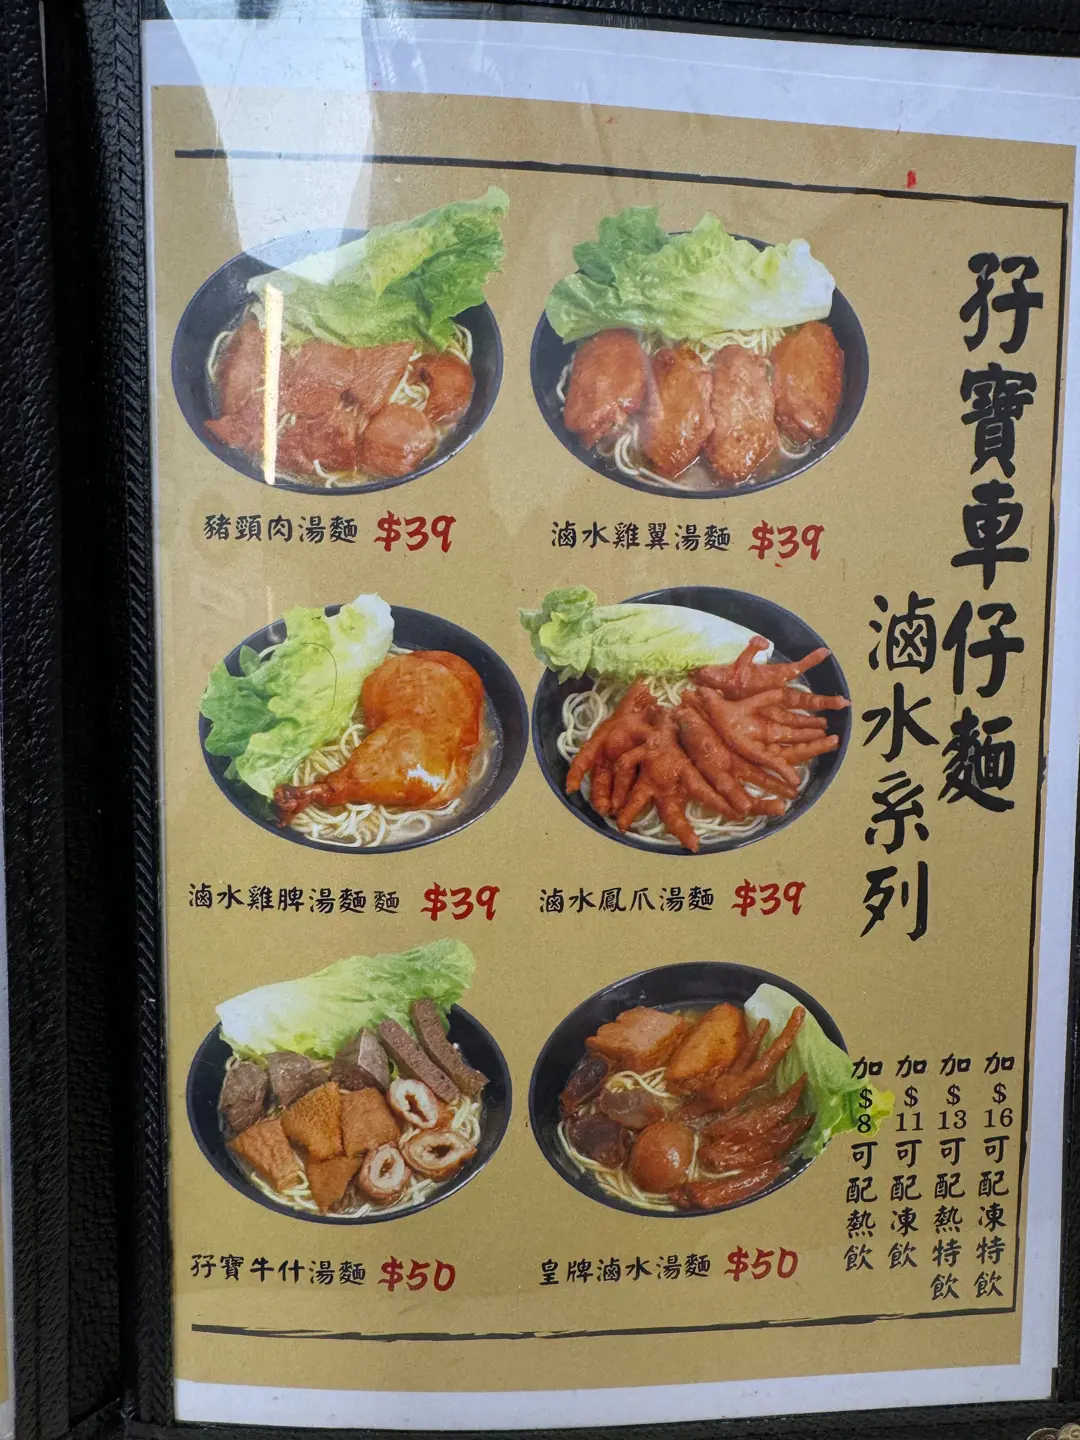 孖寶車仔麵
滷水系列
豬頸肉湯麵 $39
滷水雞翼湯麵 $39
滷水雞脾湯麵麵 $39
滷水鳳爪湯麵 $39
孖寶牛什湯麵 $50
皇牌滷水湯麵 $50
加$16可配凍特飲
加$13可配熱特飲
加$11可配凍飲
加$8可配熱飲